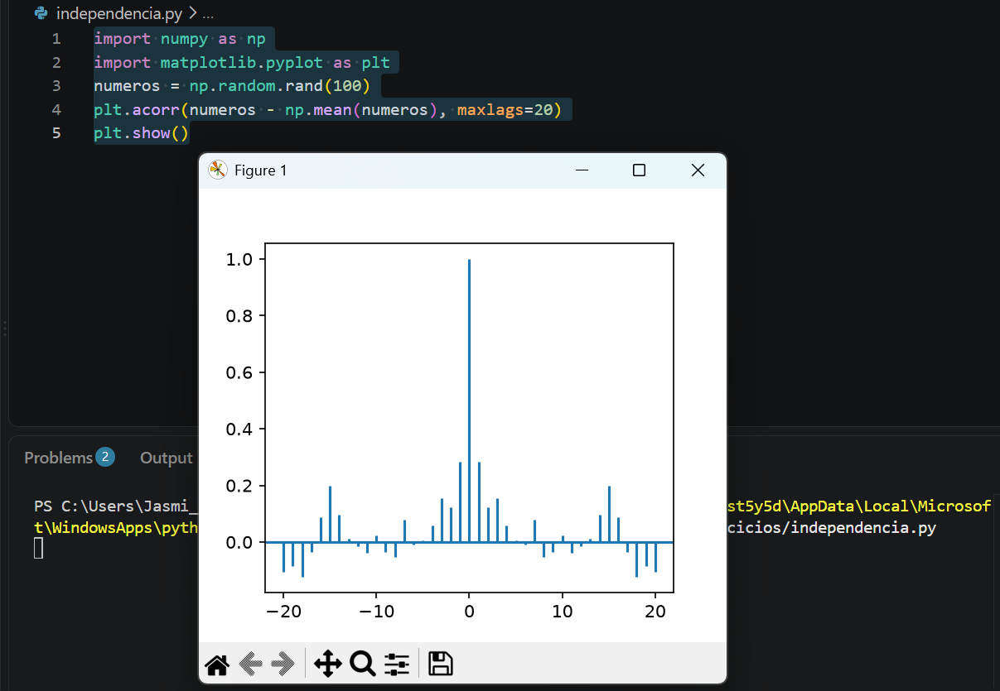 independencia.py > ...
1 import numpy as np
2 import matplotlib.pyplot as plt
3 numeros = np.random.rand(100)
4 plt.acorr(numeros - np.mean(numeros), maxlags=20)
5 plt.show()
Figure 1
1.0
0.8
0.6
0.4
0.2
0.0
−20 −10 0 10 20
Problems 2 Output
PS C:\Users\Jasmi_ st5y5d\AppData\Local\Microsof
t\WindowsApps\pyth cicios/independencia.py